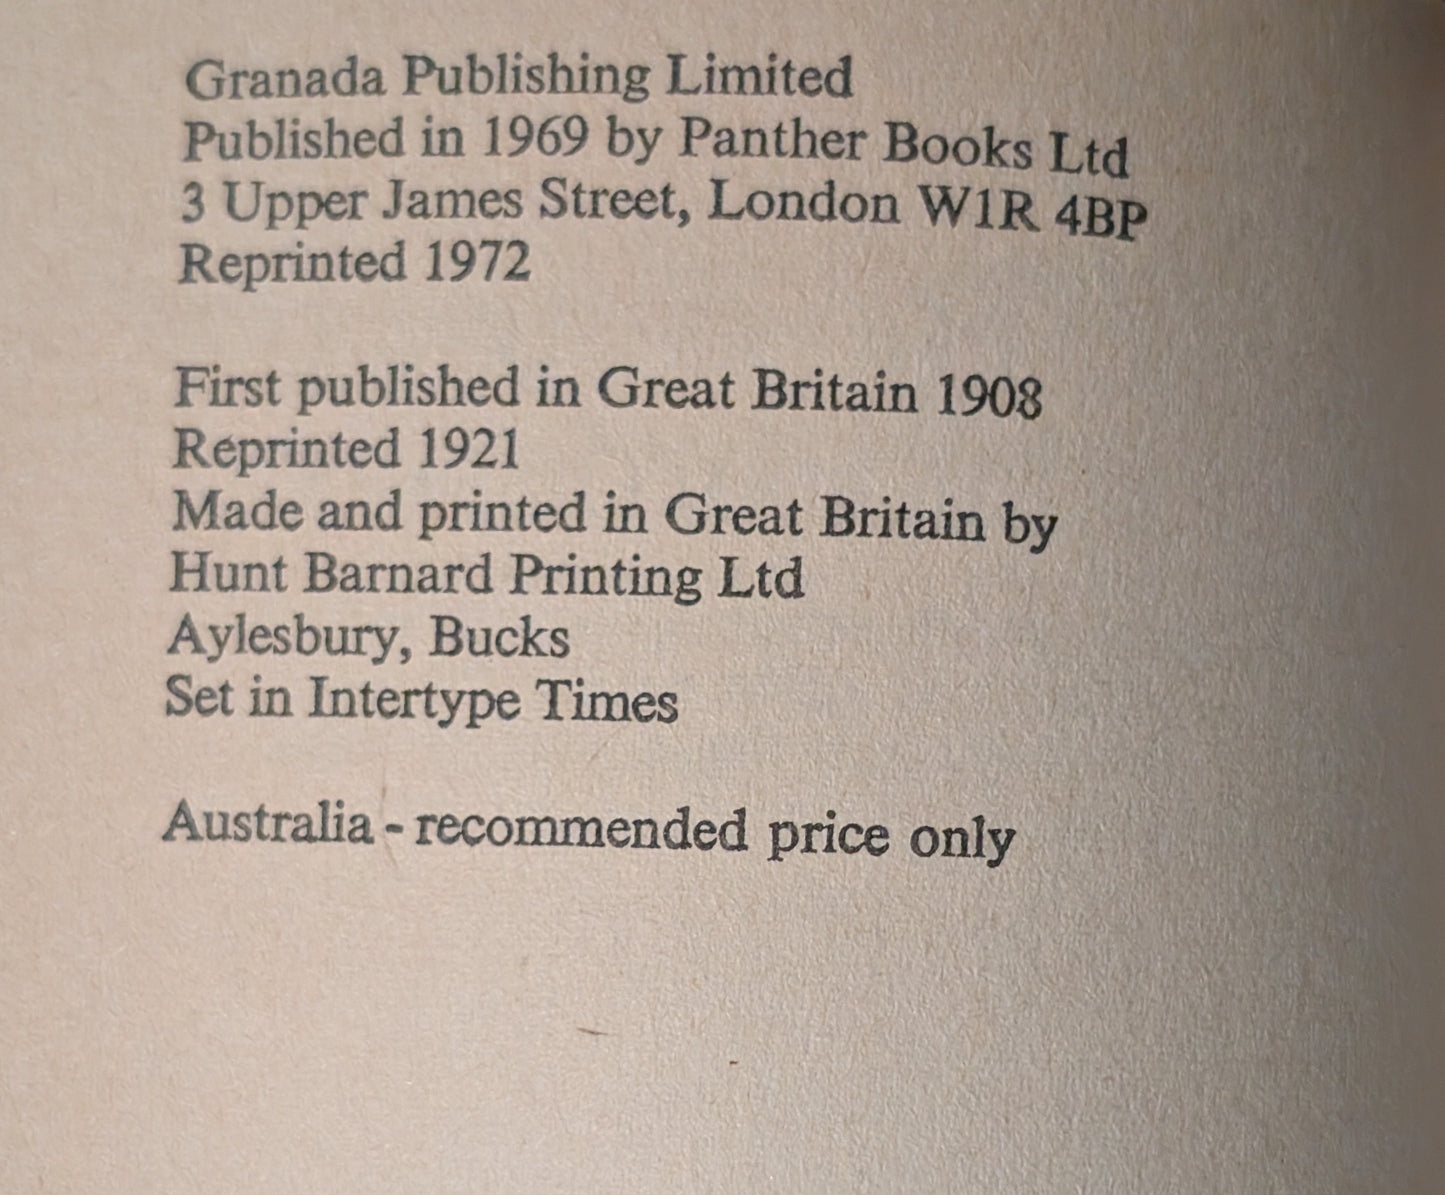 Granada Publishing Limited
Published in 1969 by Panther Books Ltd
3 Upper James Street, London W1R 4BP
Reprinted 1972
First published in Great Britain 1908
Reprinted 1921
Made and printed in Great Britain by
Hunt Barnard Printing Ltd
Aylesbury, Bucks
Set in Intertype Times
Australia - recommended price only